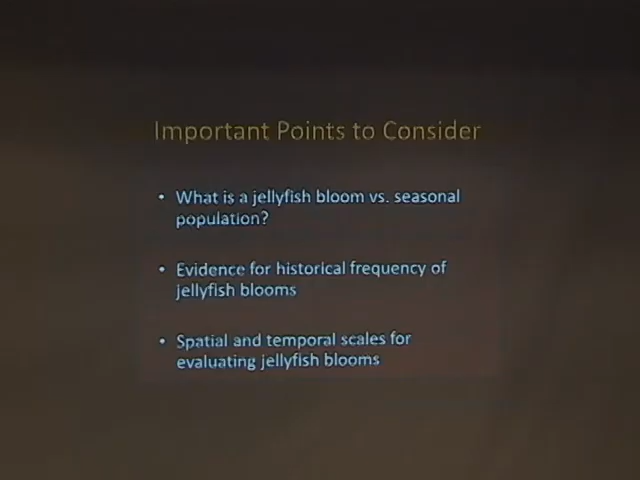 Important Points to Consider
• What is a jellyfish bloom vs. seasonal
population?
• Evidence for historical frequency of
jellyfish blooms
• Spatial and temporal scales for
evaluating jellyfish blooms